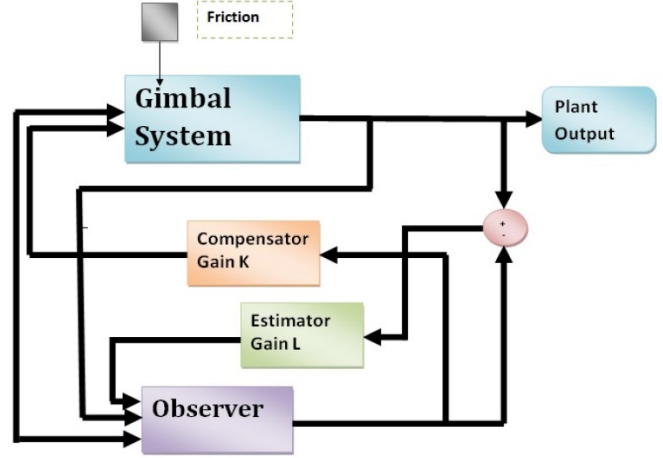 Friction
Gimbal
System
Plant
Output
+
-
Compensator
Gain K
Estimator
Gain L
Observer